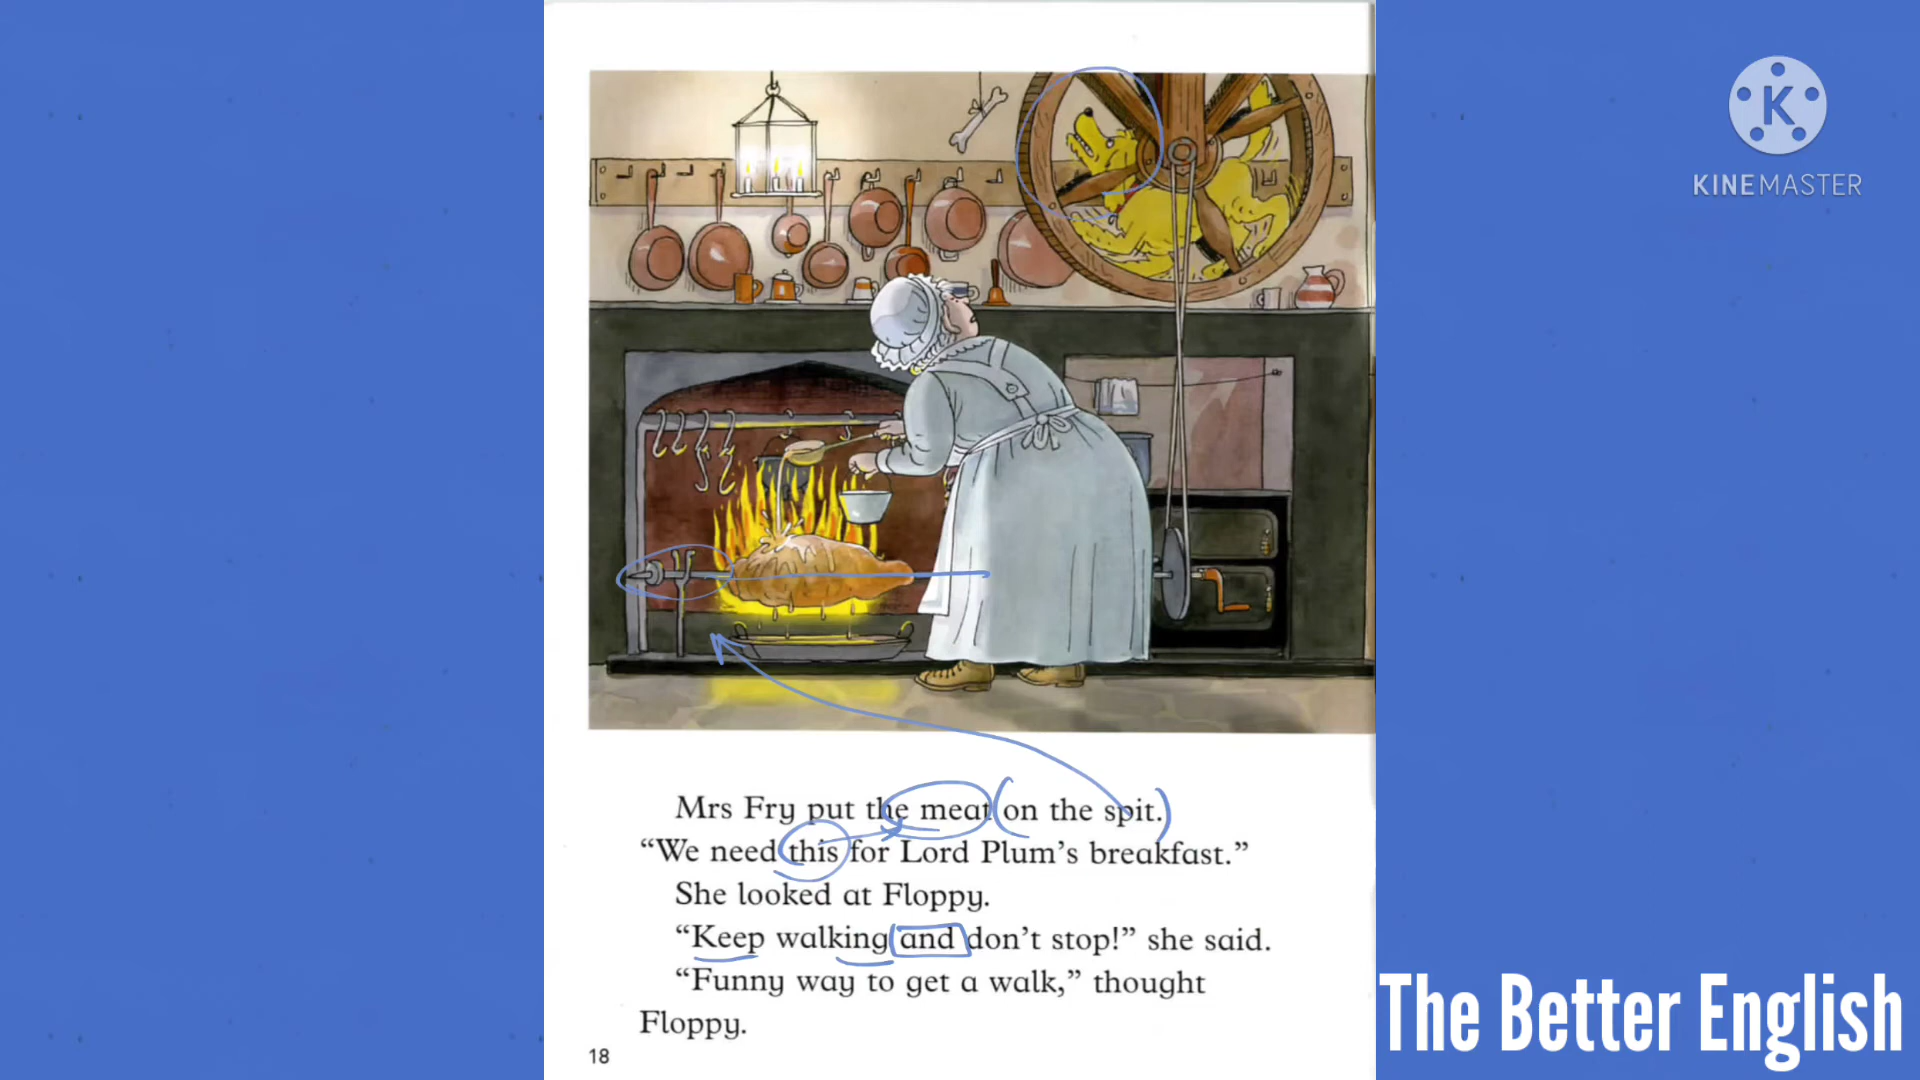 K
KINEMASTER
Mrs Fry put the meat on the spit.
“We need this for Lord Plum’s breakfast.”
She looked at Floppy.
“Keep walking and don’t stop!” she said.
“Funny way to get a walk,” thought
Floppy.
18
The Better English